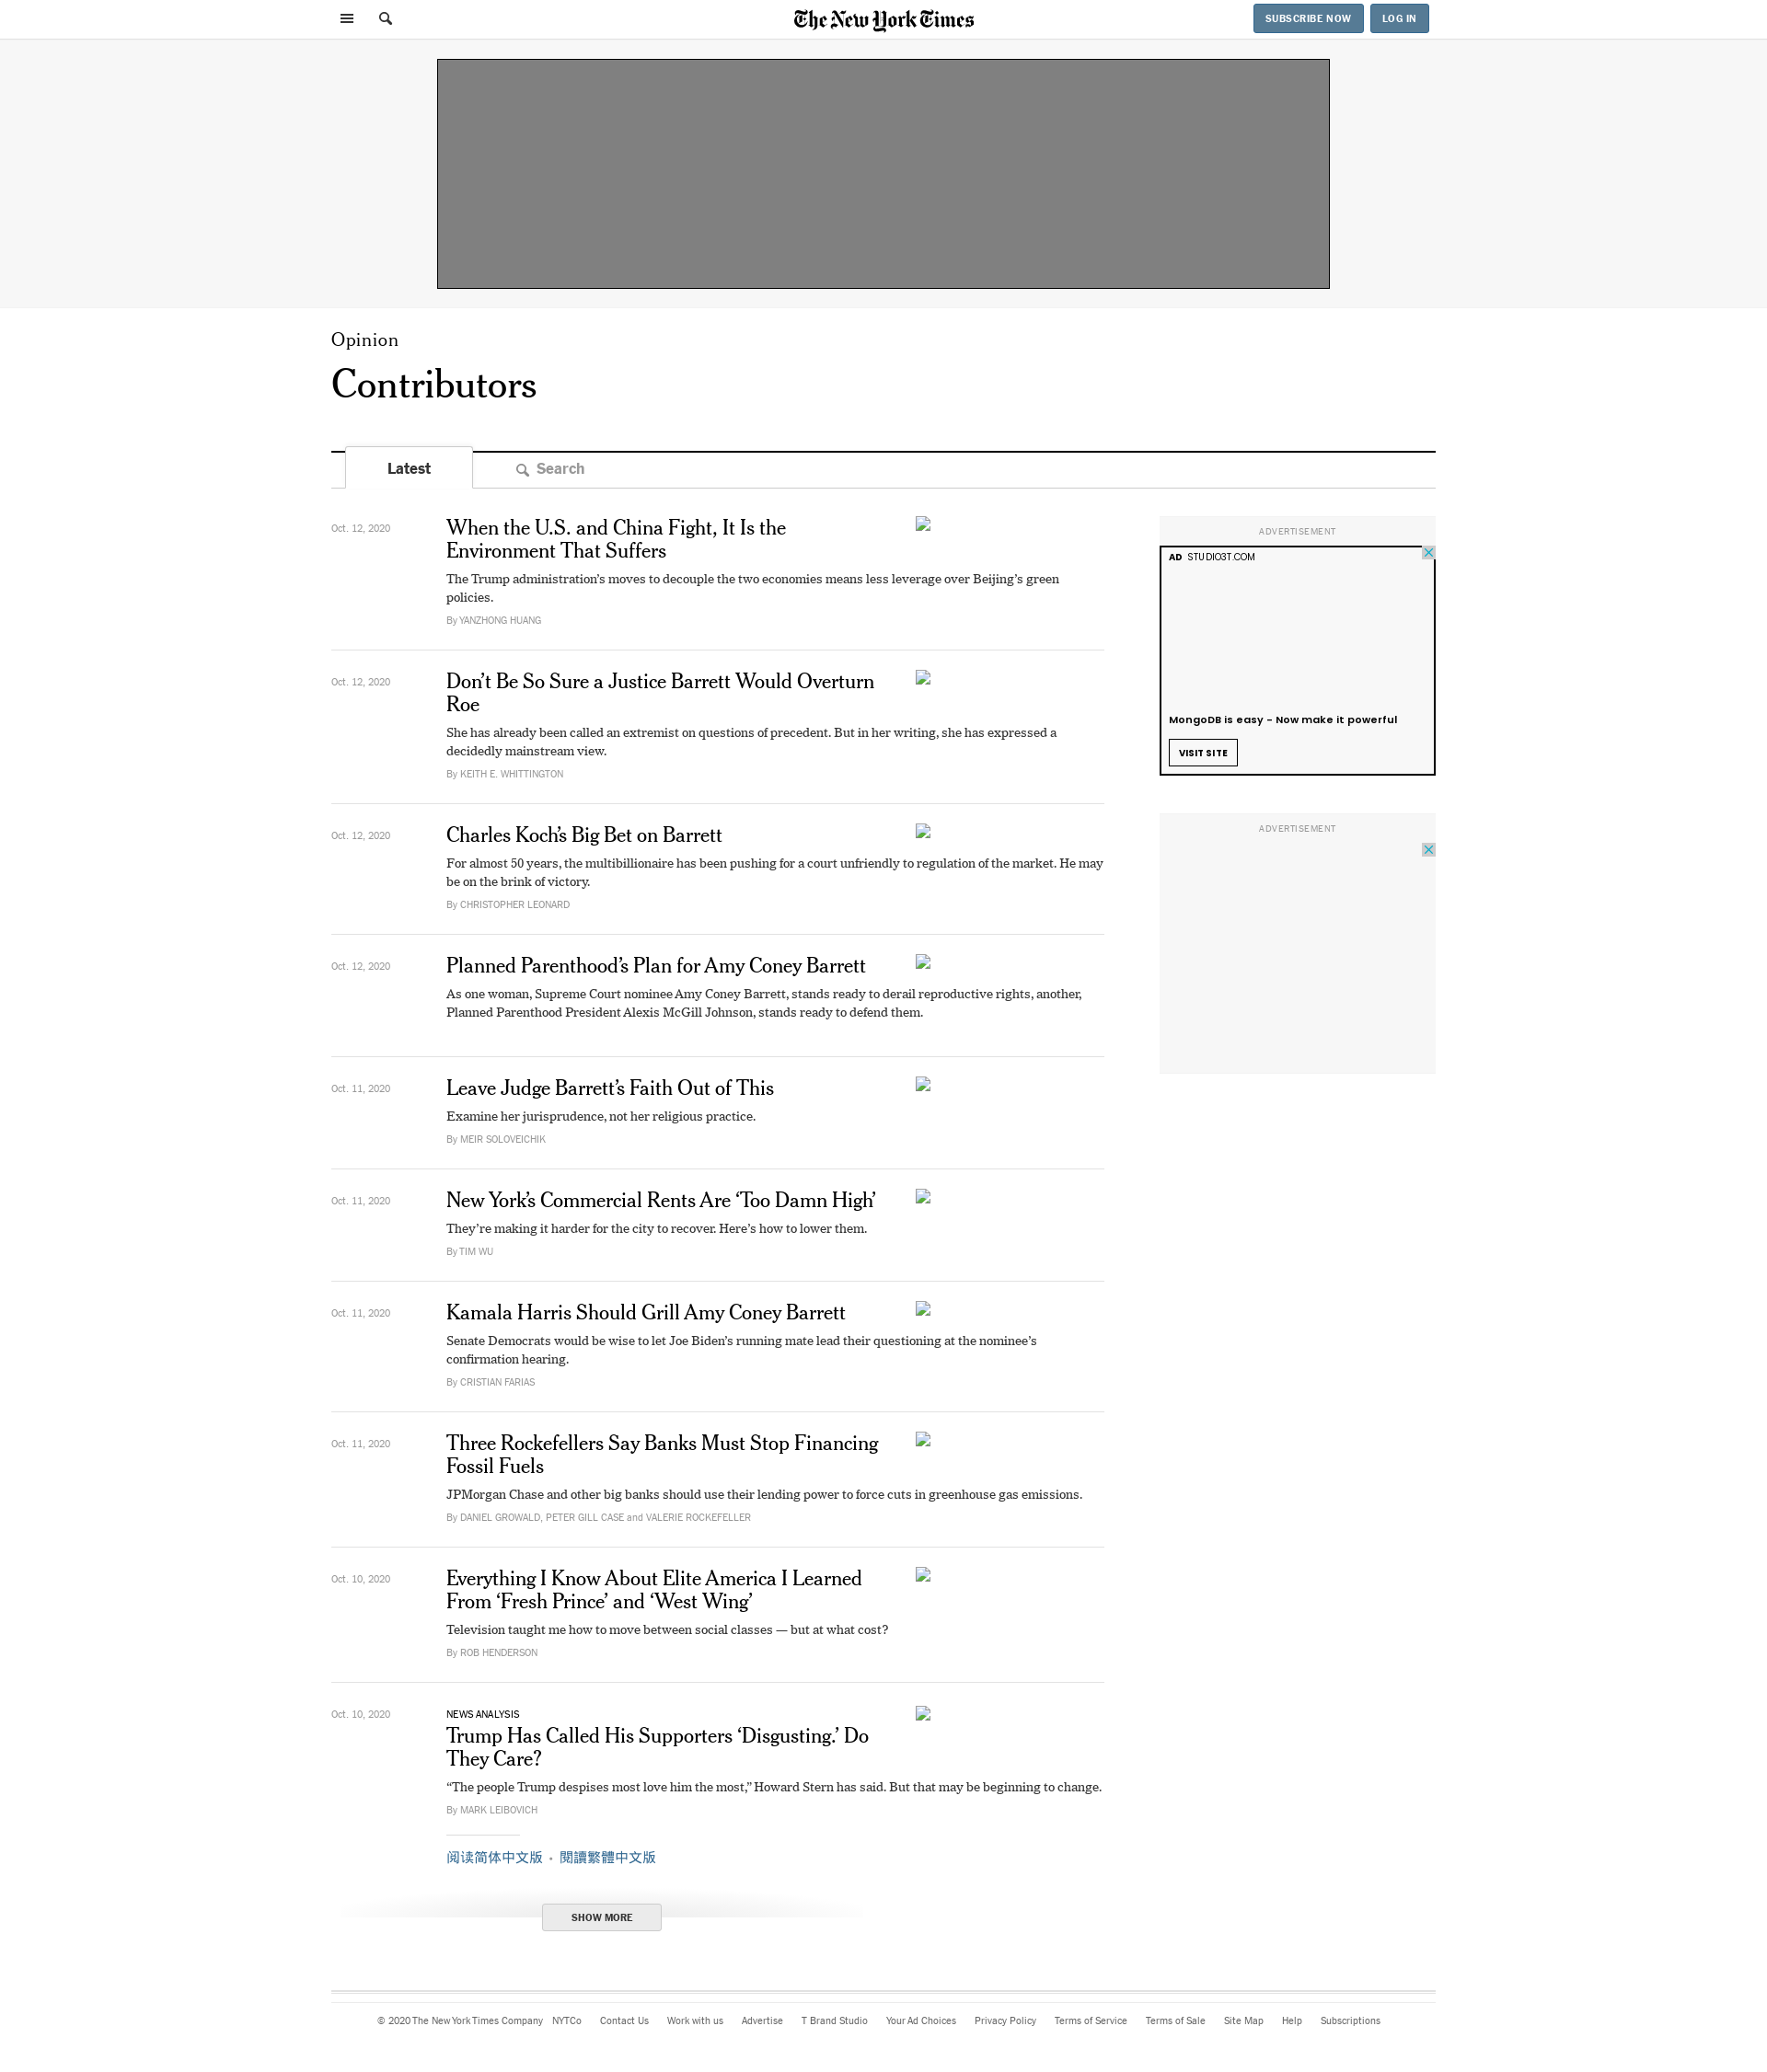 The New York Times
SUBSCRIBE NOW
LOG IN
Opinion
Contributors
Latest
Search
Oct. 12, 2020
When the U.S. and China Fight, It Is the
Environment That Suffers
The Trump administration’s moves to decouple the two economies means less leverage over Beijing’s green
policies.
By YANZHONG HUANG
Oct. 12, 2020
Don’t Be So Sure a Justice Barrett Would Overturn
Roe
She has already been called an extremist on questions of precedent. But in her writing, she has expressed a
decidedly mainstream view.
By KEITH E. WHITTINGTON
Oct. 12, 2020
Charles Koch’s Big Bet on Barrett
For almost 50 years, the multibillionaire has been pushing for a court unfriendly to regulation of the market. He may
be on the brink of victory.
By CHRISTOPHER LEONARD
Oct. 12, 2020
Planned Parenthood’s Plan for Amy Coney Barrett
As one woman, Supreme Court nominee Amy Coney Barrett, stands ready to derail reproductive rights, another,
Planned Parenthood President Alexis McGill Johnson, stands ready to defend them.
Oct. 11, 2020
Leave Judge Barrett’s Faith Out of This
Examine her jurisprudence, not her religious practice.
By MEIR SOLOVEICHIK
Oct. 11, 2020
New York’s Commercial Rents Are ‘Too Damn High’
They’re making it harder for the city to recover. Here’s how to lower them.
By TIM WU
Oct. 11, 2020
Kamala Harris Should Grill Amy Coney Barrett
Senate Democrats would be wise to let Joe Biden’s running mate lead their questioning at the nominee’s
confirmation hearing.
By CRISTIAN FARIAS
Oct. 11, 2020
Three Rockefellers Say Banks Must Stop Financing
Fossil Fuels
JPMorgan Chase and other big banks should use their lending power to force cuts in greenhouse gas emissions.
By DANIEL GROWALD, PETER GILL CASE and VALERIE ROCKEFELLER
Oct. 10, 2020
Everything I Know About Elite America I Learned
From ‘Fresh Prince’ and ‘West Wing’
Television taught me how to move between social classes — but at what cost?
By ROB HENDERSON
Oct. 10, 2020
NEWS ANALYSIS
Trump Has Called His Supporters ‘Disgusting.’ Do
They Care?
“The people Trump despises most love him the most,” Howard Stern has said. But that may be beginning to change.
By MARK LEIBOVICH
阅读简体中文版 • 閱讀繁體中文版
SHOW MORE
ADVERTISEMENT
AD STUDIO3T.COM
MongoDB is easy - Now make it powerful
VISIT SITE
ADVERTISEMENT
© 2020 The New York Times Company NYTCo Contact Us Work with us Advertise T Brand Studio Your Ad Choices Privacy Policy Terms of Service Terms of Sale Site Map Help Subscriptions